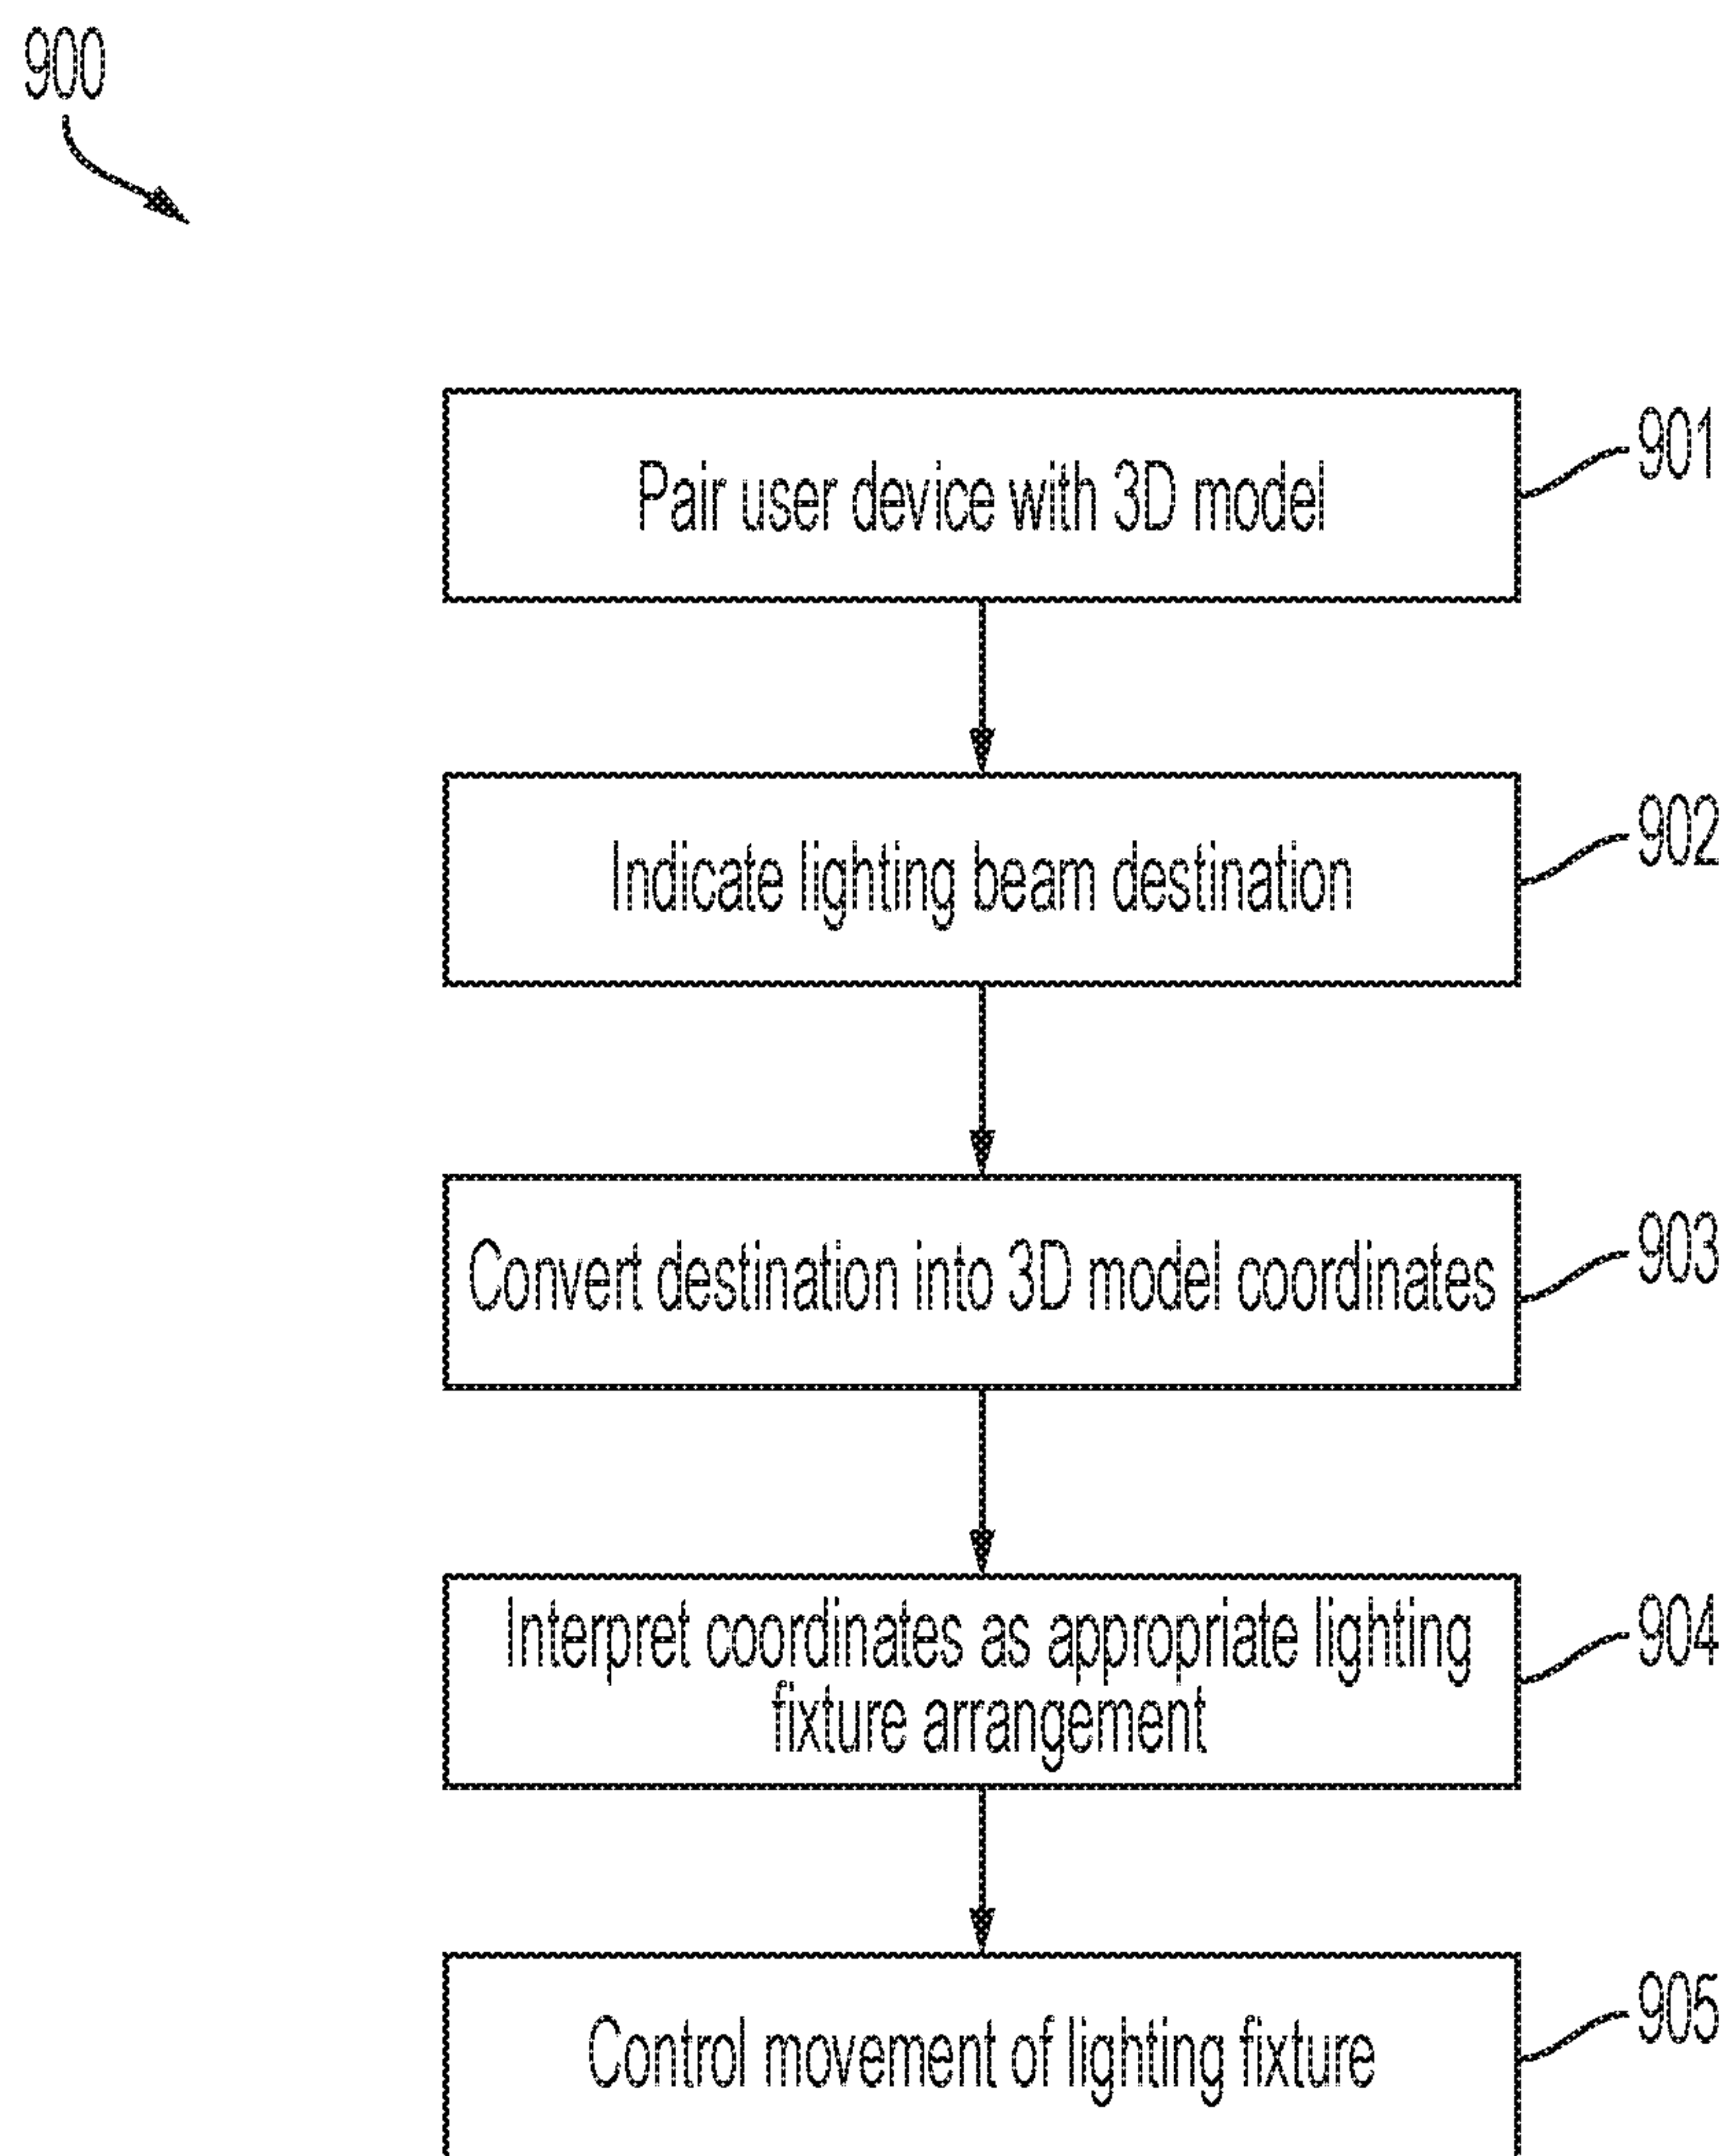 900
Pair user device with 3D model
901
Indicate lighting beam destination
902
Convert destination into 3D model coordinates
903
Interpret coordinates as appropriate lighting
fixture arrangement
904
Control movement of lighting fixture
905